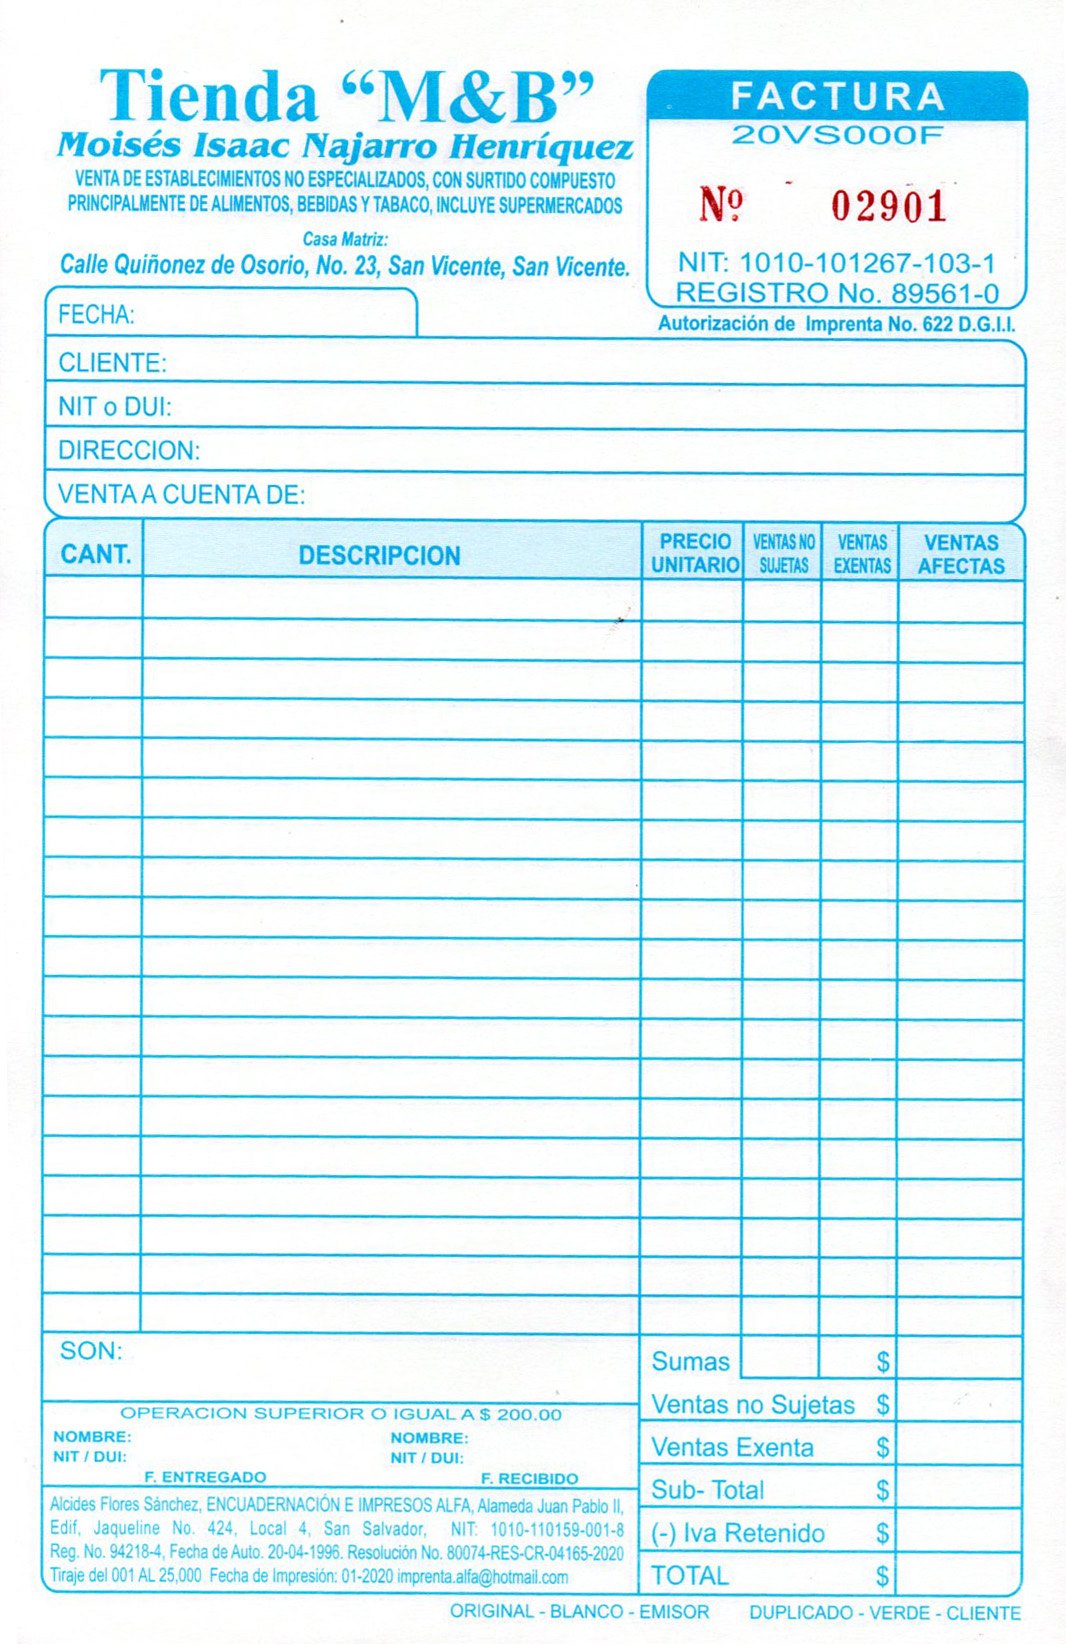 Tienda “M&B”
Moisés Isaac Najarro Henríquez
VENTA DE ESTABLECIMIENTOS NO ESPECIALIZADOS, CON SURTIDO COMPUESTO
PRINCIPALMENTE DE ALIMENTOS, BEBIDAS Y TABACO, INCLUYE SUPERMERCADOS
Casa Matriz:
Calle Quiñonez de Osorio, No. 23, San Vicente, San Vicente.
FACTURA
20VS000F
Nº 02901
NIT: 1010-101267-103-1
REGISTRO No. 89561-0
Autorización de Imprenta No. 622 D.G.I.I.
FECHA:
CLIENTE:
NIT o DUI:
DIRECCION:
VENTA A CUENTA DE:
CANT. DESCRIPCION PRECIO UNITARIO VENTAS NO SUJETAS VENTAS EXENTAS VENTAS AFECTAS
SON:
Sumas $
Ventas no Sujetas $
Ventas Exenta $
Sub- Total $
(-) Iva Retenido $
TOTAL $
OPERACION SUPERIOR O IGUAL A $ 200.00
NOMBRE: NOMBRE:
NIT / DUI: NIT / DUI:
F. ENTREGADO F. RECIBIDO
Alcides Flores Sánchez, ENCUADERNACIÓN E IMPRESOS ALFA, Alameda Juan Pablo II,
Edif, Jaqueline No. 424, Local 4, San Salvador, NIT: 1010-110159-001-8
Reg. No. 94218-4, Fecha de Auto. 20-04-1996. Resolución No. 80074-RES-CR-04165-2020
Tiraje del 001 AL 25,000 Fecha de Impresión: 01-2020 imprenta.alfa@hotmail.com
ORIGINAL - BLANCO - EMISOR DUPLICADO - VERDE - CLIENTE